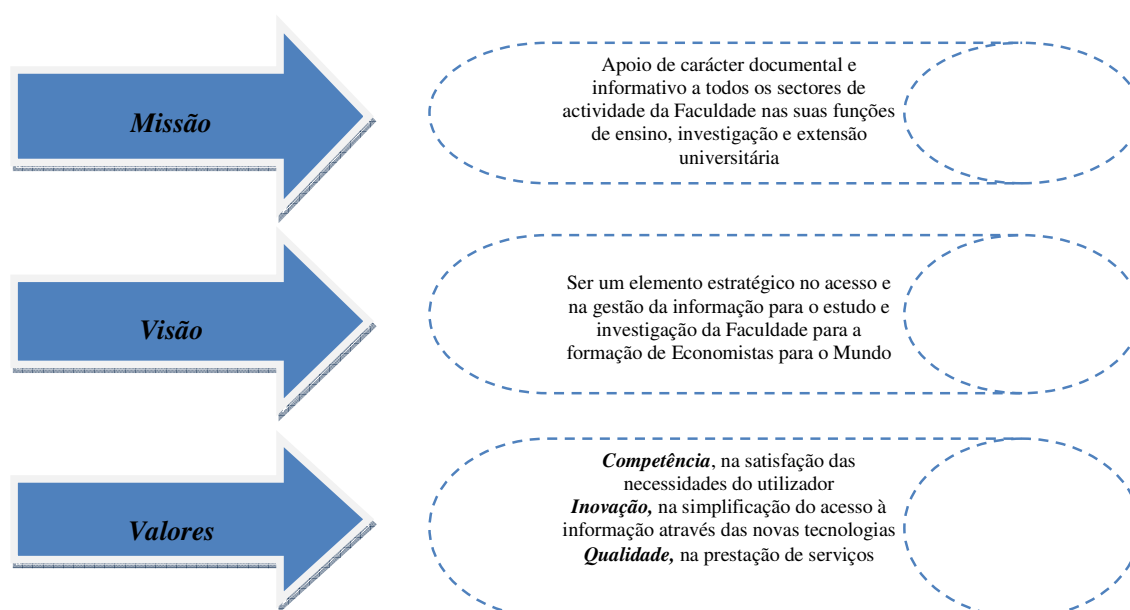 Missão
Apoio de carácter documental e
informativo a todos os sectores de
actividade da Faculdade nas suas funções
de ensino, investigação e extensão
universitária
Visão
Ser um elemento estratégico no acesso e
na gestão da informação para o estudo e
investigação da Faculdade para a
formação de Economistas para o Mundo
Valores
Competência, na satisfação das
necessidades do utilizador
Inovação, na simplificação do acesso à
informação através das novas tecnologias
Qualidade, na prestação de serviços